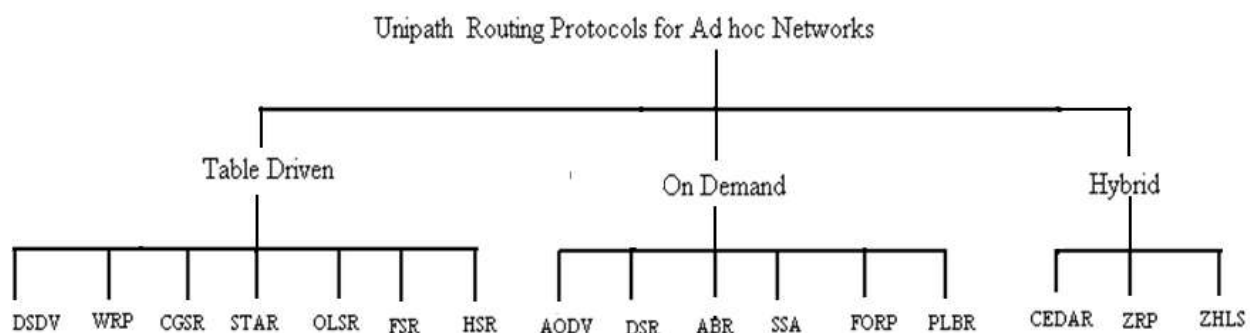 Unipath Routing Protocols for Ad hoc Networks
Table Driven
On Demand
Hybrid
DSDV WRP CGSR STAR OLSR FSR HSR AODV DSR ABR SSA FORP PLBR CEDAR ZRP ZHLS